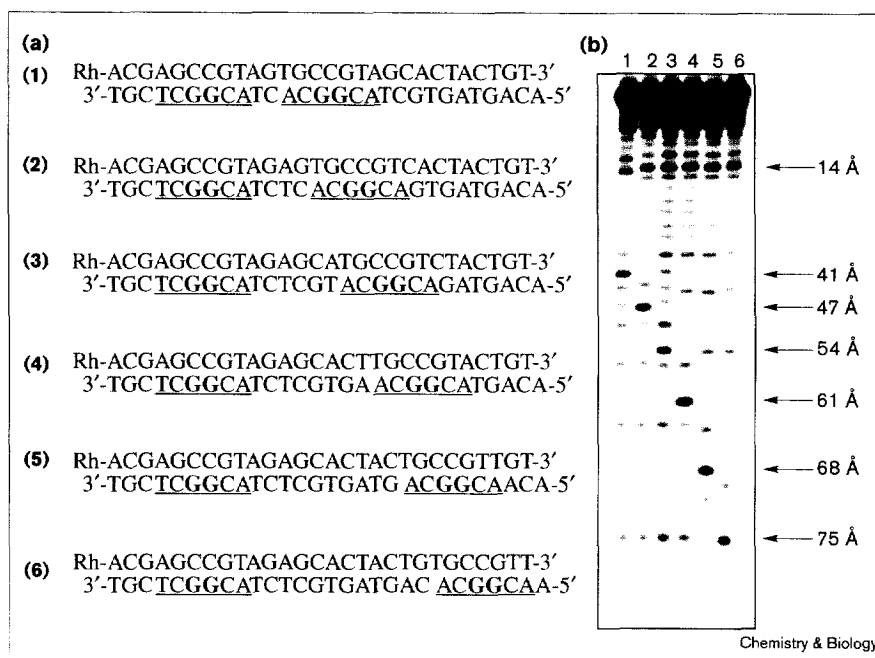 (a)
(b)
(1) Rh-ACGAGCCGTAGTGCCGTAGCACTACTGT-3′
3′-TGCTCGGCATCACGGCATCGTGATGACA-5′
(2) Rh-ACGAGCCGTAGAGTGCCGTCACTACTGT-3′
3′-TGCTCGGCATCTCACGGCAGTGATGACA-5′
(3) Rh-ACGAGCCGTAGAGCATGCCGTCTACTGT-3′
3′-TGCTCGGCATCTCGTACGGCAGATGACA-5′
(4) Rh-ACGAGCCGTAGAGCACTTGCCGTACTGT-3′
3′-TGCTCGGCATCTCGTGAACGGCATGACA-5′
(5) Rh-ACGAGCCGTAGAGCACTACTGCCGTTGT-3′
3′-TGCTCGGCATCTCGTGATGACGGCAACA-5′
(6) Rh-ACGAGCCGTAGAGCACTACTGTGCCGTT-3′
3′-TGCTCGGCATCTCGTGATGACACGGCAA-5′
1 2 3 4 5 6
14 Å
41 Å
47 Å
54 Å
61 Å
68 Å
75 Å
Chemistry & Biology